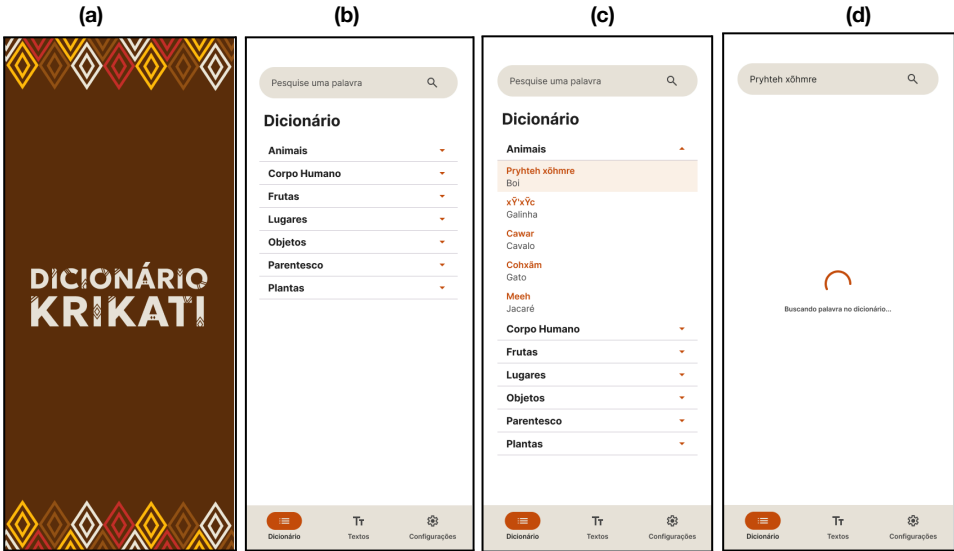 (a)
DICIONÁRIO
KRIKATI
(b)
Pesquise uma palavra
Dicionário
Animais
Corpo Humano
Frutas
Lugares
Objetos
Parentesco
Plantas
Dicionário Textos Configurações
(c)
Pesquise uma palavra
Dicionário
Animais
Pryhteh xõhmre
Boi
xỸ'xỸc
Galinha
Cawar
Cavalo
Cohxãm
Gato
Meeh
Jacaré
Corpo Humano
Frutas
Lugares
Objetos
Parentesco
Plantas
Dicionário Textos Configurações
(d)
Pryhteh xõhmre
Buscando palavra no dicionário...
Dicionário Textos Configurações